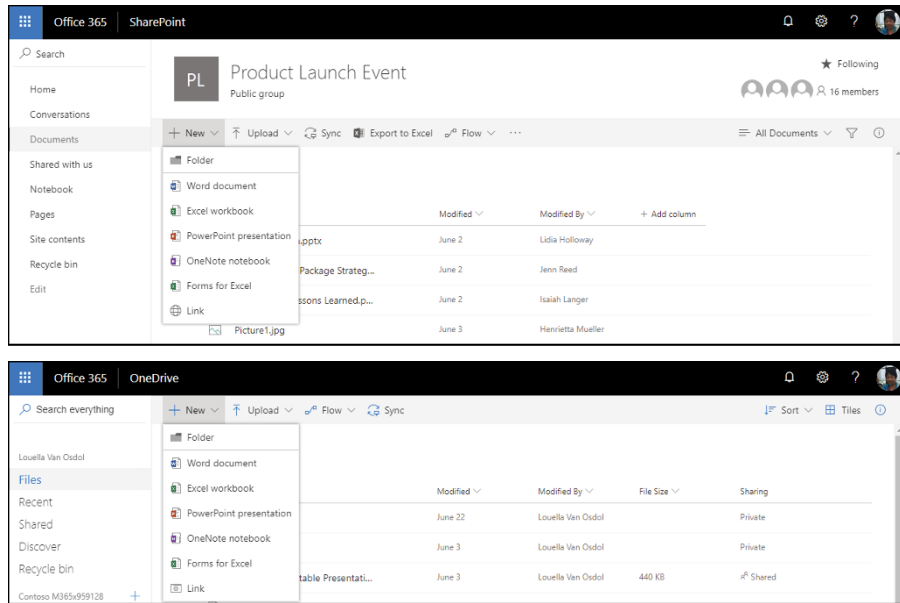 Office 365 SharePoint ?
Search
PL Product Launch Event
Public group
Following
16 members
Home
Conversations
Documents
Shared with us
Notebook
Pages
Site contents
Recycle bin
Edit
New Upload Sync Export to Excel Flow ··· All Documents
Folder
Word document
Excel workbook
PowerPoint presentation
OneNote notebook
Forms for Excel
Link
Modified Modified By + Add column
.pptx June 2 Lidia Holloway
Package Strateg... June 2 Jenn Reed
ssons Learned.p... June 2 Isaiah Langer
Picture1.jpg June 3 Henrietta Mueller
Office 365 OneDrive ?
Search everything
New Upload Flow Sync Sort Tiles
Louella Van Osdol
Files
Recent
Shared
Discover
Recycle bin
Contoso M365x959128 +
Folder
Word document
Excel workbook
PowerPoint presentation
OneNote notebook
Forms for Excel
Link
Modified Modified By File Size Sharing
June 22 Louella Van Osdol Private
June 3 Louella Van Osdol Private
table Presentati... June 3 Louella Van Osdol 440 KB Shared